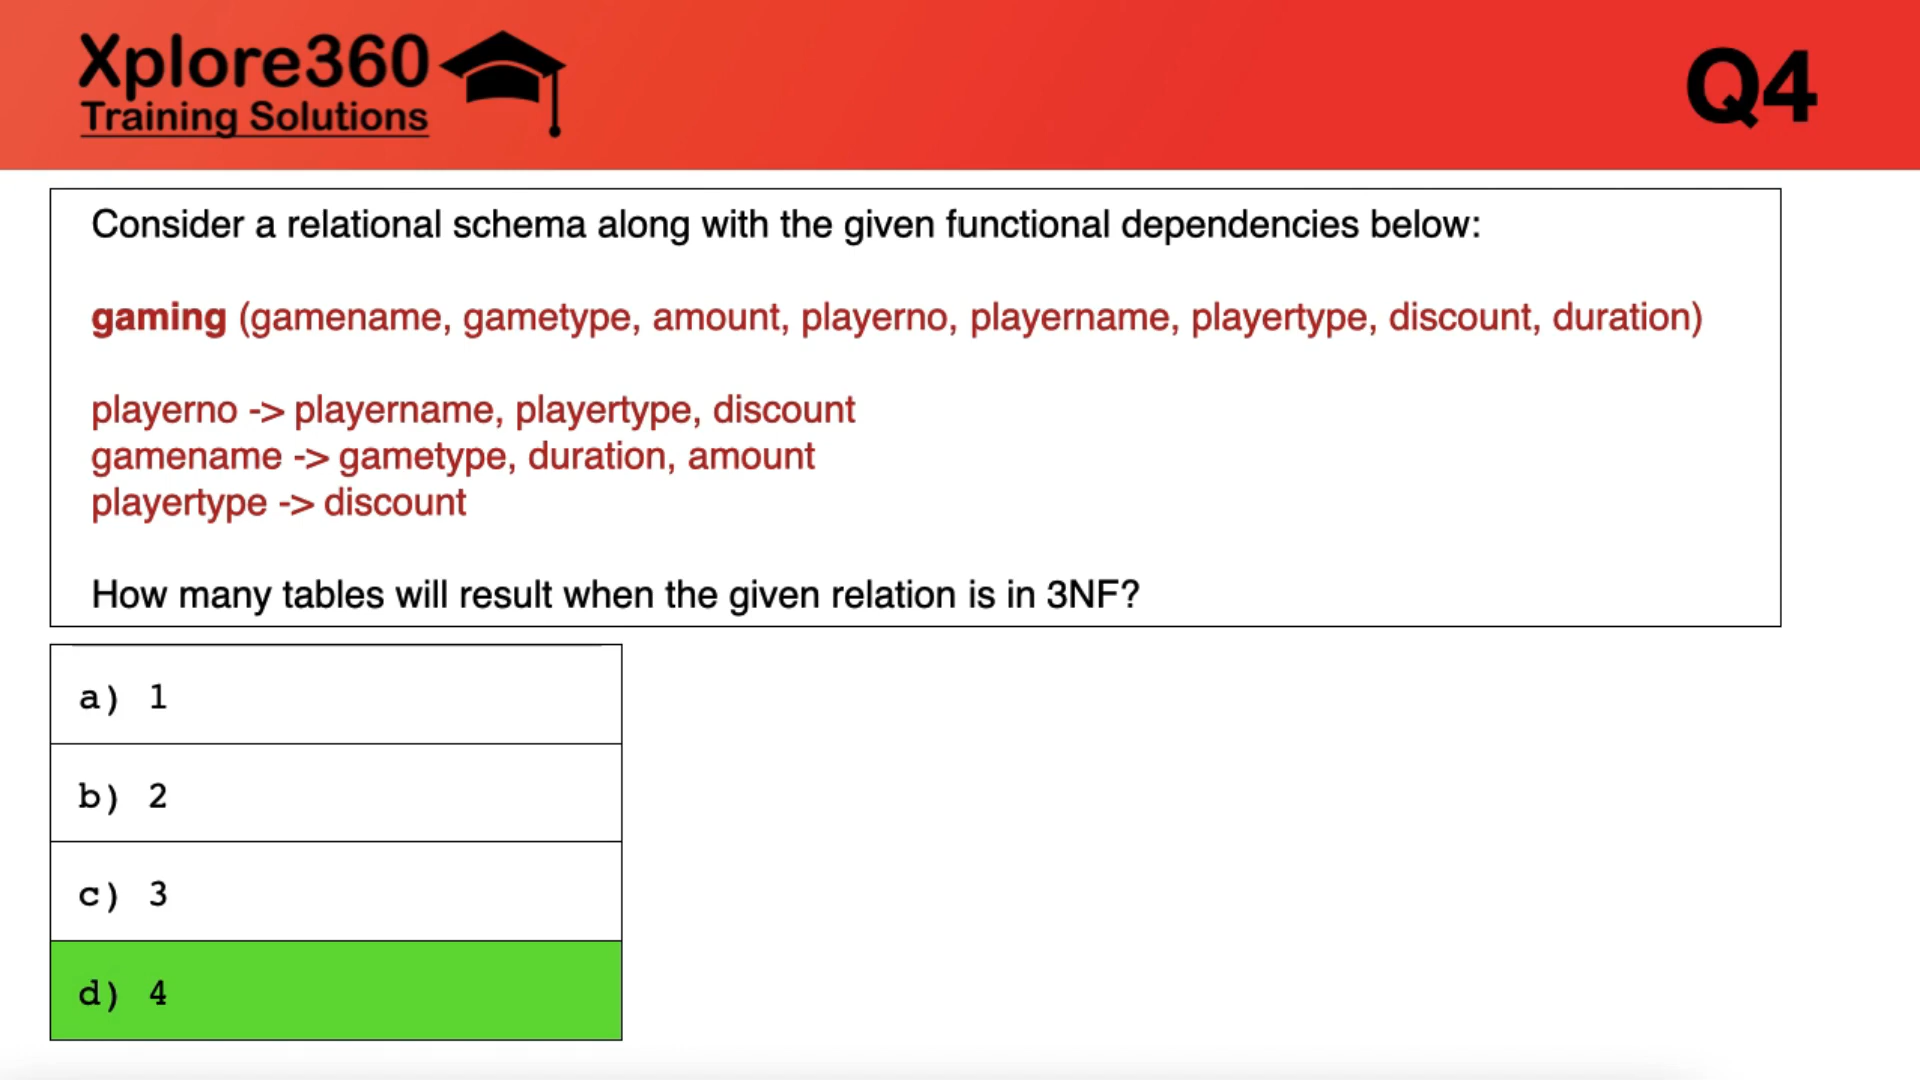 Xplore360
Training Solutions
Q4
Consider a relational schema along with the given functional dependencies below:
gaming (gamename, gametype, amount, playerno, playername, playertype, discount, duration)
playerno -> playername, playertype, discount
gamename -> gametype, duration, amount
playertype -> discount
How many tables will result when the given relation is in 3NF?
a) 1
b) 2
c) 3
d) 4